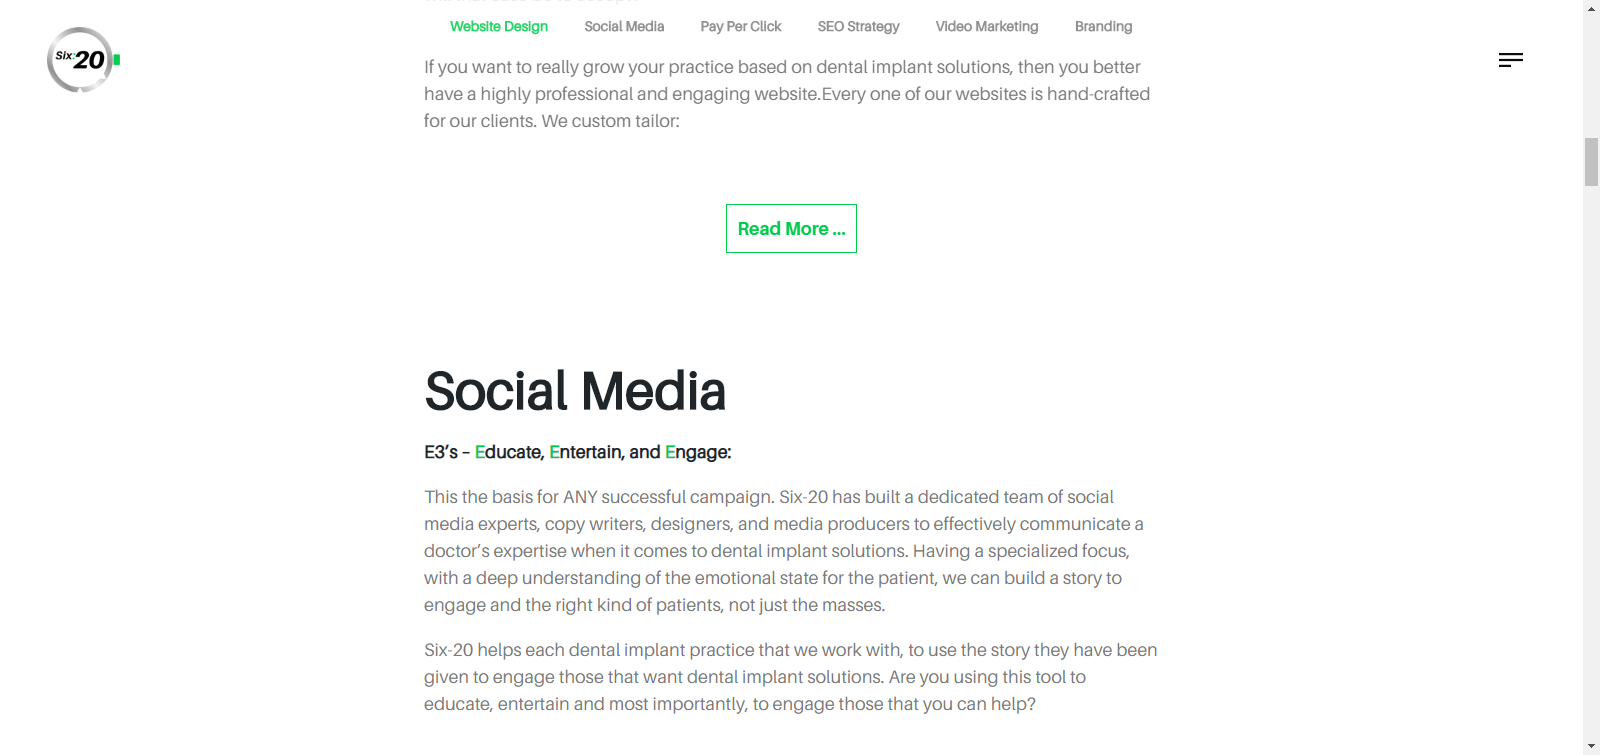 Website Design Social Media Pay Per Click SEO Strategy Video Marketing Branding
Six:20
If you want to really grow your practice based on dental implant solutions, then you better
have a highly professional and engaging website.Every one of our websites is hand-crafted
for our clients. We custom tailor:
Read More ...
Social Media
E3’s – Educate, Entertain, and Engage:
This the basis for ANY successful campaign. Six-20 has built a dedicated team of social
media experts, copy writers, designers, and media producers to effectively communicate a
doctor’s expertise when it comes to dental implant solutions. Having a specialized focus,
with a deep understanding of the emotional state for the patient, we can build a story to
engage and the right kind of patients, not just the masses.
Six-20 helps each dental implant practice that we work with, to use the story they have been
given to engage those that want dental implant solutions. Are you using this tool to
educate, entertain and most importantly, to engage those that you can help?